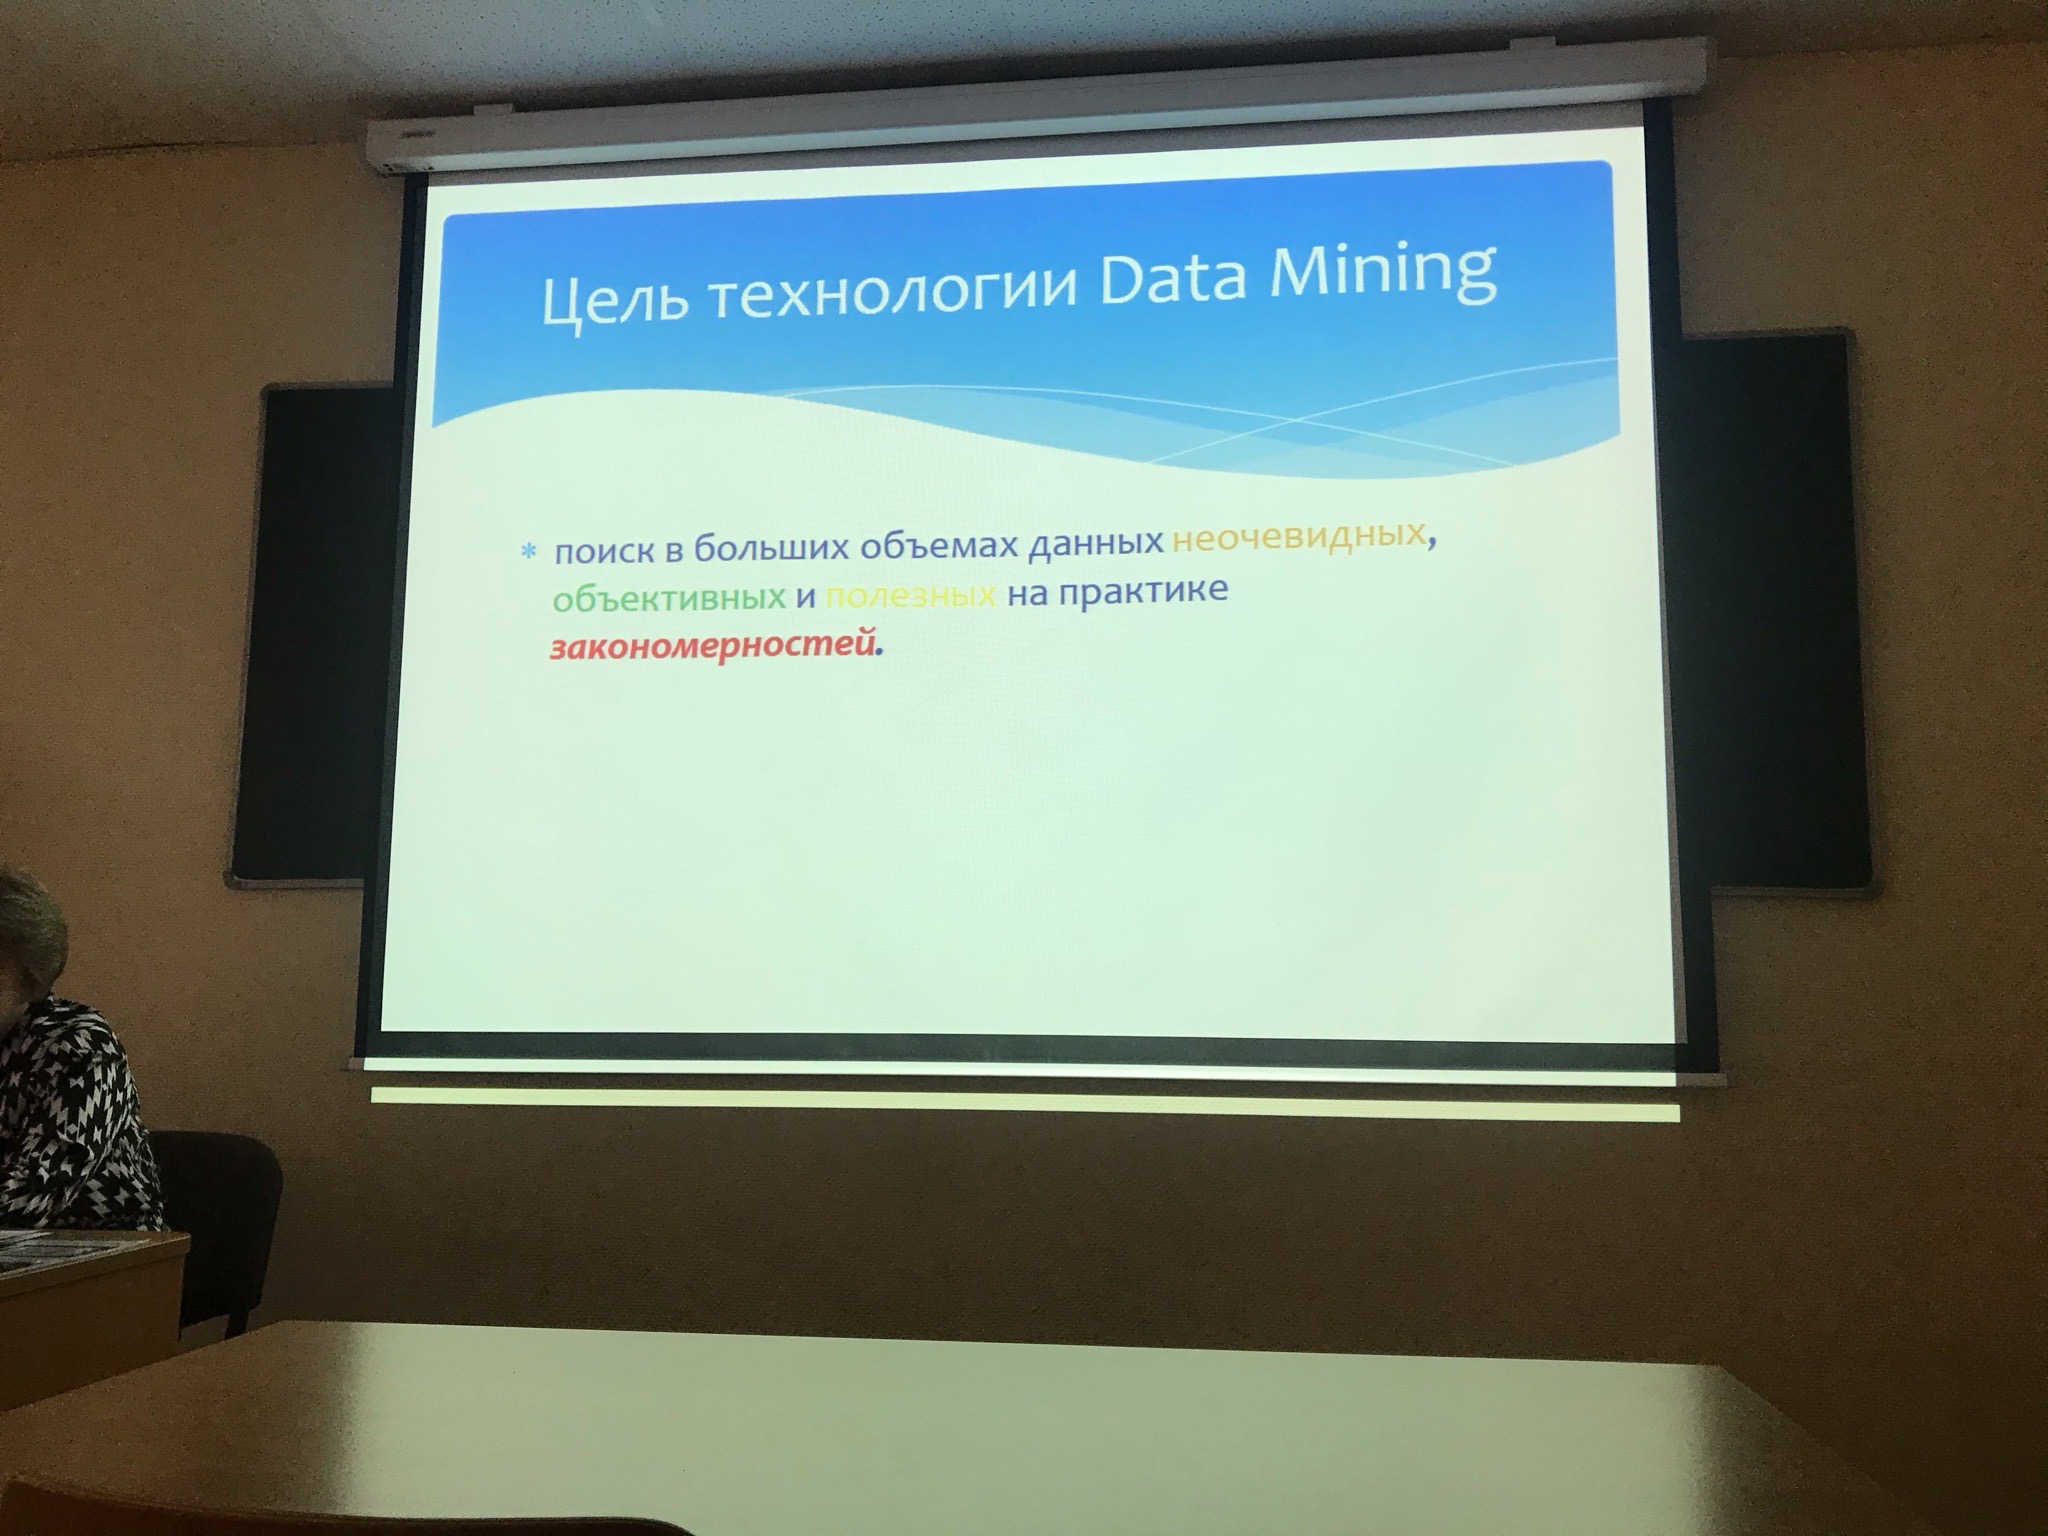 Цель технологии Data Mining
* поиск в больших объемах данных неочевидных,
объективных и полезных на практике
закономерностей.